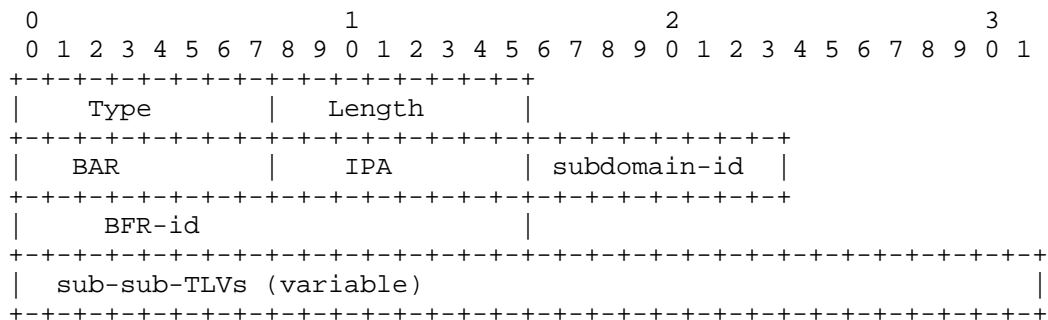 0                   1                   2                   3
 0 1 2 3 4 5 6 7 8 9 0 1 2 3 4 5 6 7 8 9 0 1 2 3 4 5 6 7 8 9 0 1
+-+-+-+-+-+-+-+-+-+-+-+-+-+-+-+-+
|    Type       |   Length      |
+-+-+-+-+-+-+-+-+-+-+-+-+-+-+-+-+-+-+-+-+-+-+-+-+
|   BAR         |    IPA        | subdomain-id  |
+-+-+-+-+-+-+-+-+-+-+-+-+-+-+-+-+-+-+-+-+-+-+-+-+
|     BFR-id                    |
+-+-+-+-+-+-+-+-+-+-+-+-+-+-+-+-+-+-+-+-+-+-+-+-+-+-+-+-+-+-+-+-+
|  sub-sub-TLVs (variable)                                      |
+-+-+-+-+-+-+-+-+-+-+-+-+-+-+-+-+-+-+-+-+-+-+-+-+-+-+-+-+-+-+-+-+